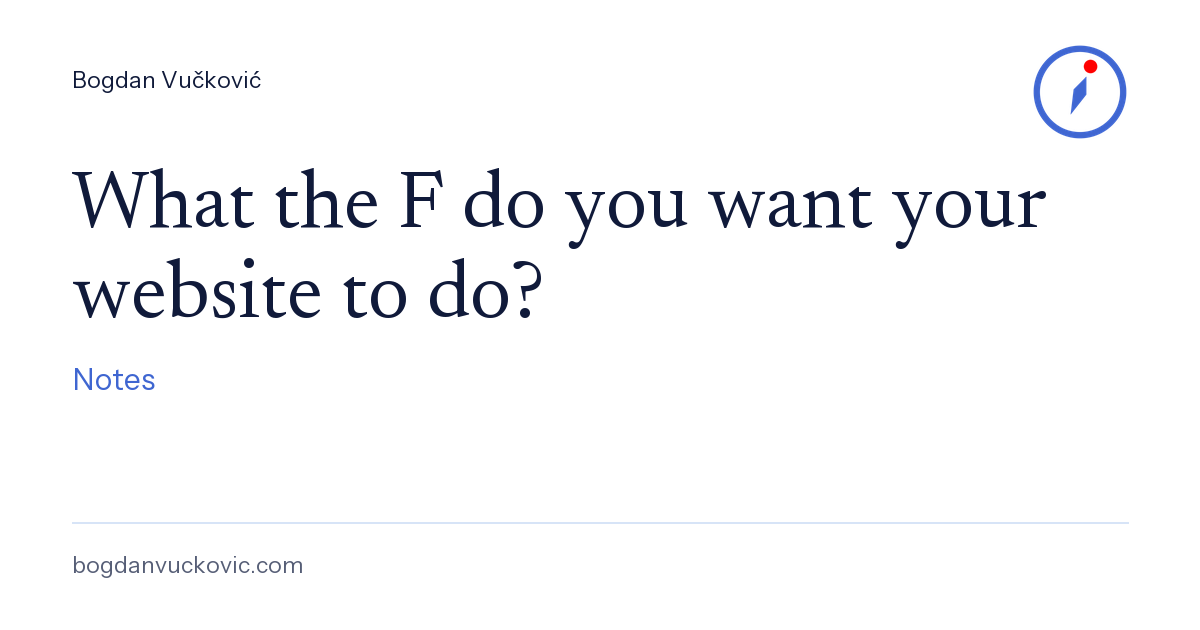 Bogdan Vučković
What the F do you want your
website to do?
Notes
bogdanvuckovic.com